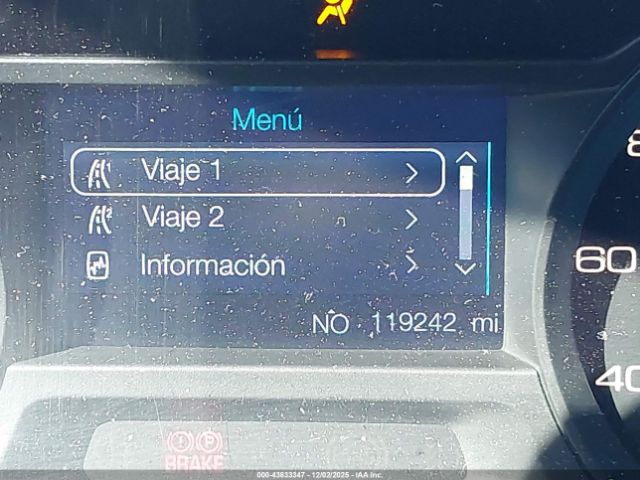 Menú
Viaje 1
Viaje 2
Información
NO 119242 mi
8
60
40
BRAKE
000-43833347 - 12/02/2025 - IAA Inc.